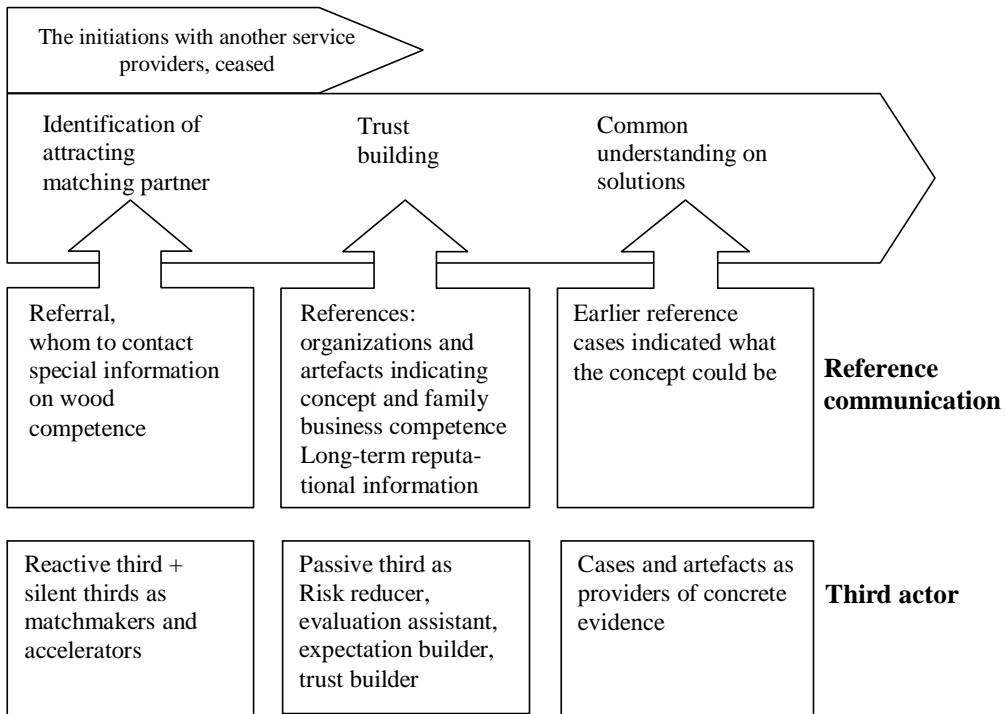 The initiations with another service
providers, ceased
Identification of
attracting
matching partner
Trust
building
Common
understanding on
solutions
Referral,
whom to contact
special information
on wood
competence
References:
organizations and
artefacts indicating
concept and family
business competence
Long-term reputa-
tional information
Earlier reference
cases indicated what
the concept could be
Reference
communication
Reactive third +
silent thirds as
matchmakers and
accelerators
Passive third as
Risk reducer,
evaluation assistant,
expectation builder,
trust builder
Cases and artefacts as
providers of concrete
evidence
Third actor